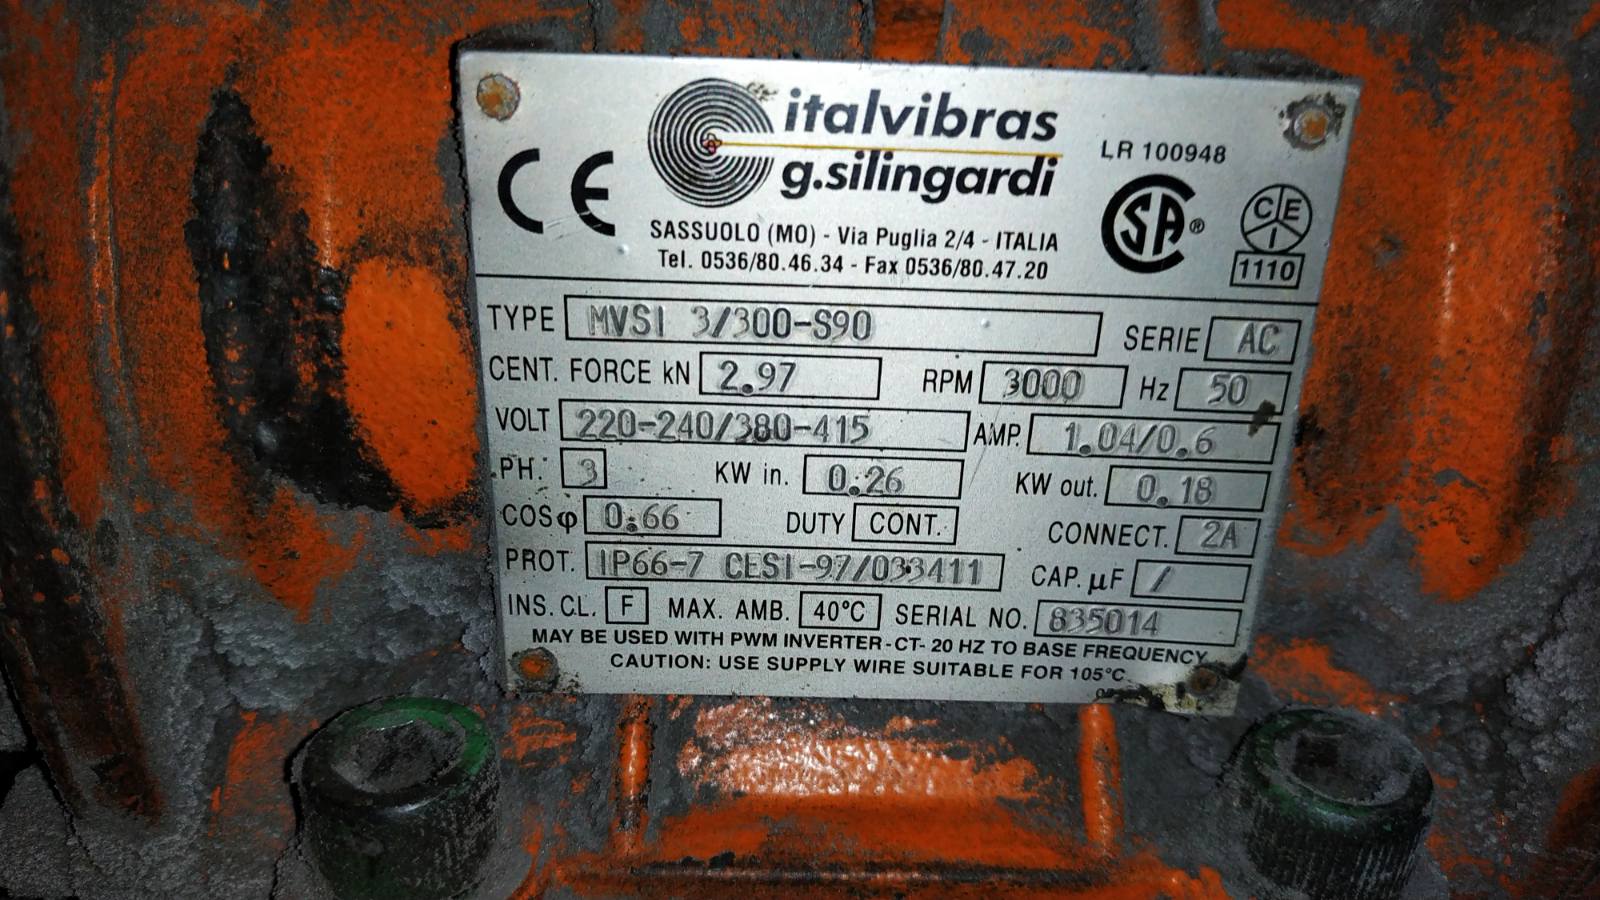 CE
italvibras
g.silingardi
SASSUOLO (MO) - Via Puglia 2/4 - ITALIA
Tel. 0536/80.46.34 - Fax 0536/80.47.20
LR 100948
SA®
CEI
1110
TYPE MVSI 3/300-S90 SERIE AC
CENT. FORCE kN 2.97 RPM 3000 Hz 50
VOLT 220-240/380-415 AMP. 1.04/0.6
PH. 3 KW in. 0.26 KW out. 0.18
COSφ 0.66 DUTY CONT. CONNECT. 2A
PROT. IP66-7 CESI-97/033411 CAP. µF /
INS. CL. F MAX. AMB. 40°C SERIAL NO. 835014
MAY BE USED WITH PWM INVERTER-CT- 20 HZ TO BASE FREQUENCY
CAUTION: USE SUPPLY WIRE SUITABLE FOR 105°C